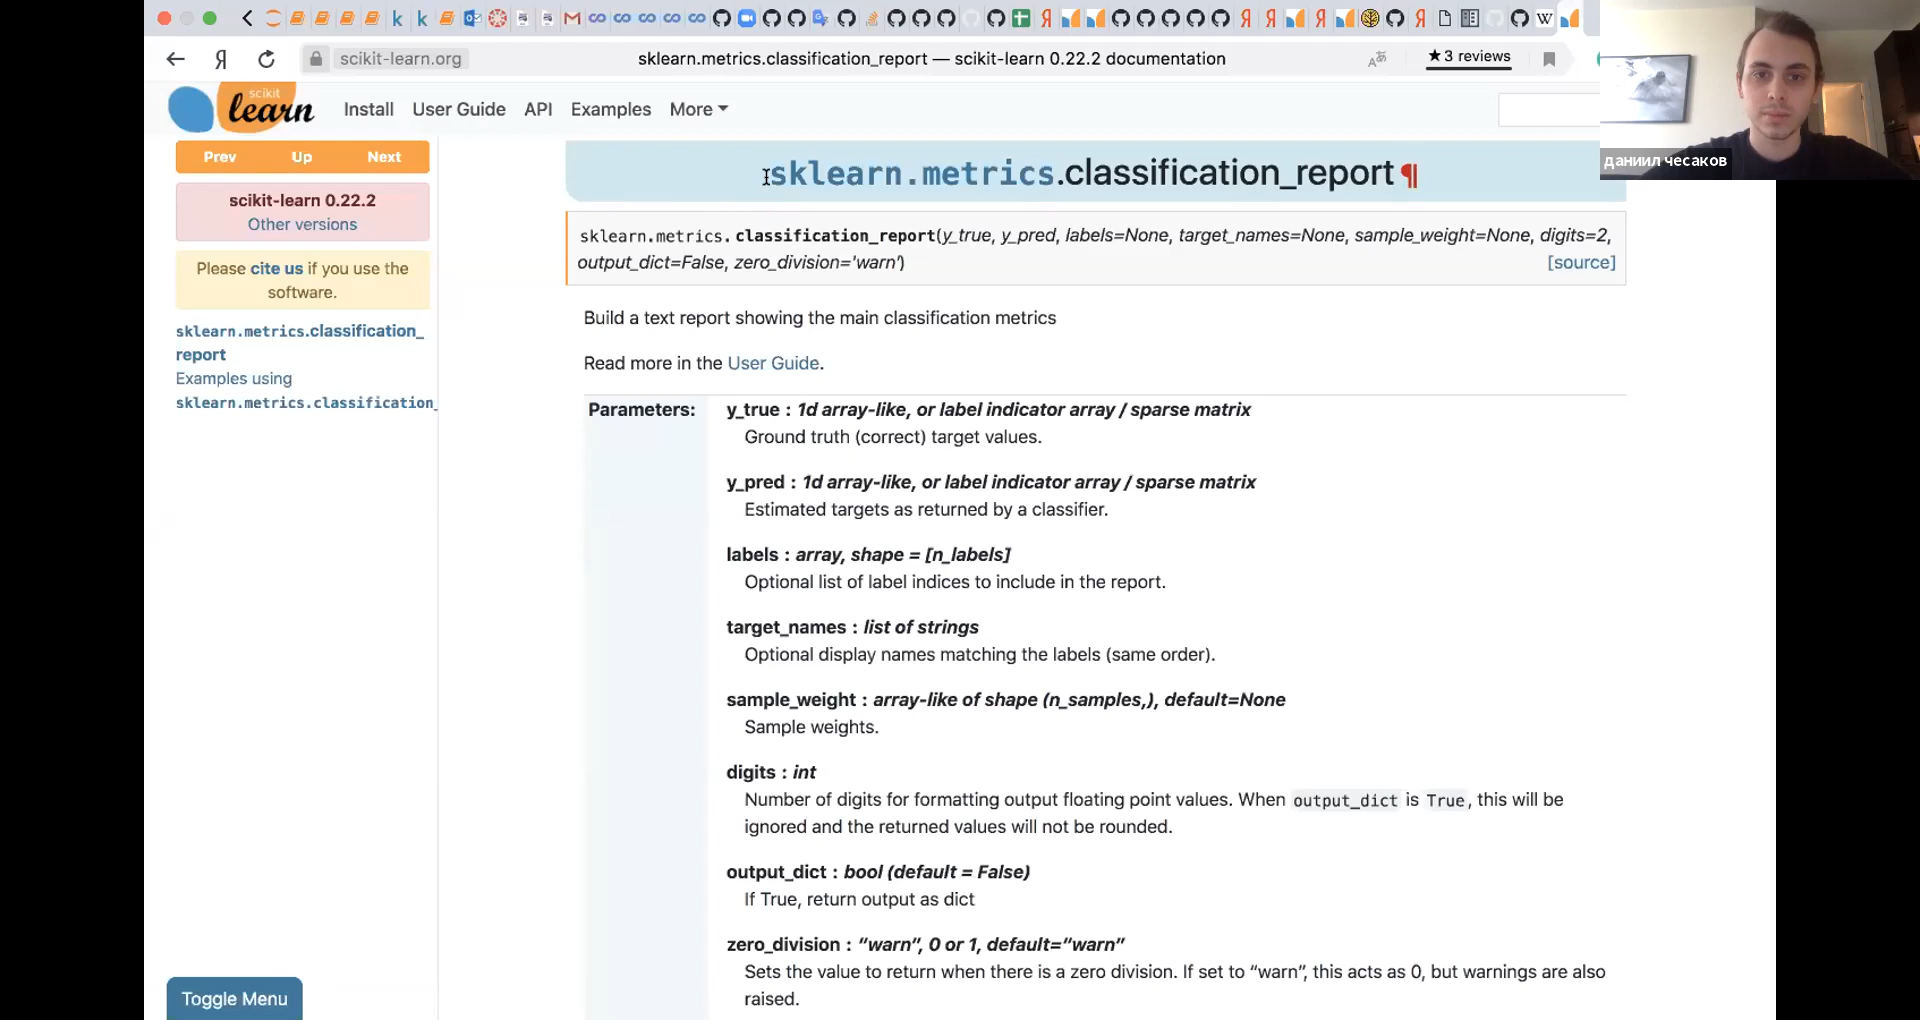 scikit-learn.org
sklearn.metrics.classification_report — scikit-learn 0.22.2 documentation
★3 reviews
scikit
learn
Install
User Guide
API
Examples
More
даниил чесаков
Prev
Up
Next
scikit-learn 0.22.2
Other versions
Please cite us if you use the
software.
sklearn.metrics.classification_
report
Examples using
sklearn.metrics.classification_
Toggle Menu
sklearn.metrics.classification_report¶
sklearn.metrics.classification_report(y_true, y_pred, labels=None, target_names=None, sample_weight=None, digits=2,
output_dict=False, zero_division='warn')
[source]
Build a text report showing the main classification metrics
Read more in the User Guide.
Parameters:
y_true : 1d array-like, or label indicator array / sparse matrix
Ground truth (correct) target values.
y_pred : 1d array-like, or label indicator array / sparse matrix
Estimated targets as returned by a classifier.
labels : array, shape = [n_labels]
Optional list of label indices to include in the report.
target_names : list of strings
Optional display names matching the labels (same order).
sample_weight : array-like of shape (n_samples,), default=None
Sample weights.
digits : int
Number of digits for formatting output floating point values. When output_dict is True, this will be
ignored and the returned values will not be rounded.
output_dict : bool (default = False)
If True, return output as dict
zero_division : “warn”, 0 or 1, default=“warn”
Sets the value to return when there is a zero division. If set to “warn”, this acts as 0, but warnings are also
raised.